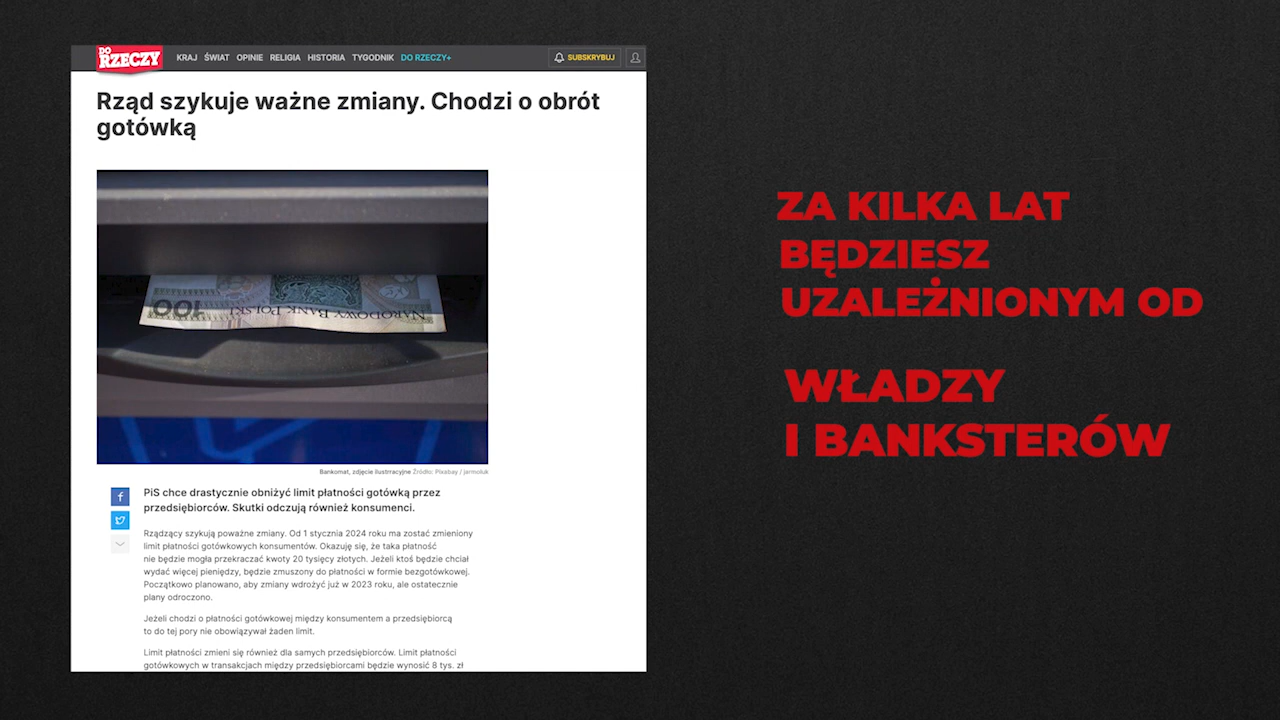 DO RZECZY
KRAJ ŚWIAT OPINIE RELIGIA HISTORIA TYGODNIK DO RZECZY+
SUBSKRYBUJ
Rząd szykuje ważne zmiany. Chodzi o obrót
gotówką
100
NARODOWY BANK POLSKI
Bankomat, zdjęcie ilustrracyjne Źródło: Pixabay / jarmoluk
f
PiS chce drastycznie obniżyć limit płatności gotówką przez
przedsiębiorców. Skutki odczują również konsumenci.
Rządzący szykują poważne zmiany. Od 1 stycznia 2024 roku ma zostać zmieniony
limit płatności gotówkowych konsumentów. Okazuję się, że taka płatność
nie będzie mogła przekraczać kwoty 20 tysięcy złotych. Jeżeli ktoś będzie chciał
wydać więcej pieniędzy, będzie zmuszony do płatności w formie bezgotówkowej.
Początkowo planowano, aby zmiany wdrożyć już w 2023 roku, ale ostatecznie
plany odroczono.
Jeżeli chodzi o płatności gotówkowej między konsumentem a przedsiębiorcą
to do tej pory nie obowiązywał żaden limit.
Limit płatności zmieni się również dla samych przedsiębiorców. Limit płatności
gotówkowych w transakcjach między przedsiębiorcami będzie wynosić 8 tys. zł
ZA KILKA LAT
BĘDZIESZ
UZALEŻNIONYM OD
WŁADZY
I BANKSTERÓW